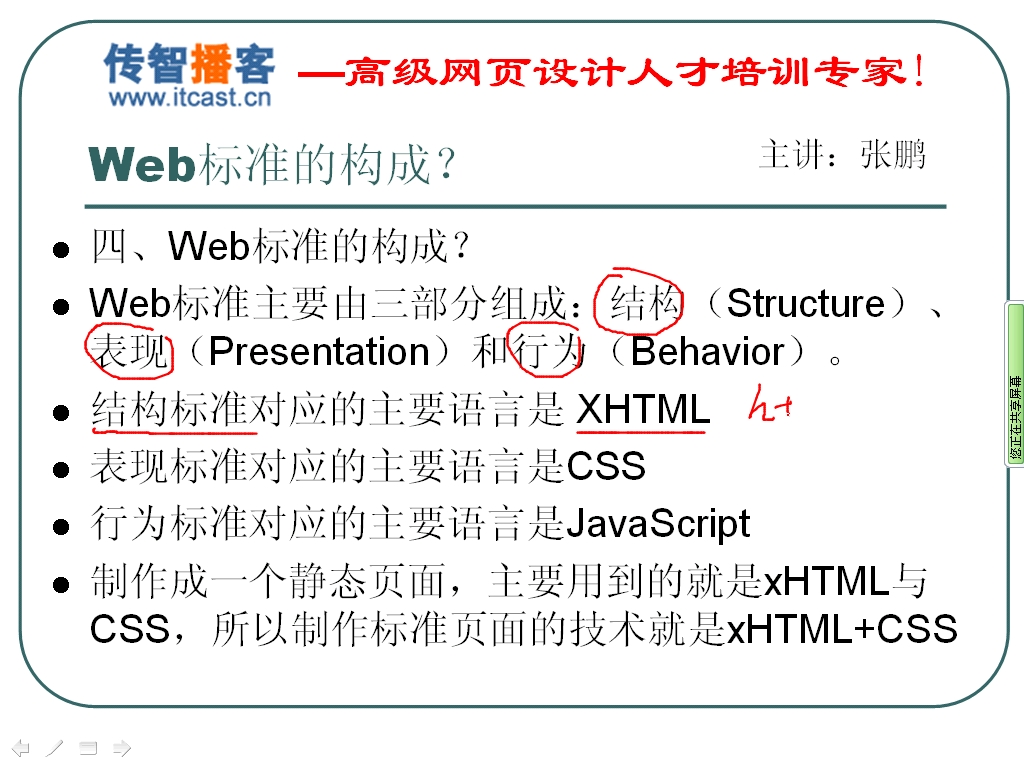 传智播客
www.itcast.cn
—高级网页设计人才培训专家！
Web标准的构成？
主讲：张鹏
四、Web标准的构成？
Web标准主要由三部分组成：结构（Structure）、
表现（Presentation）和行为（Behavior）。
结构标准对应的主要语言是 XHTML ht
表现标准对应的主要语言是CSS
行为标准对应的主要语言是JavaScript
制作成一个静态页面，主要用到的就是xHTML与
CSS，所以制作标准页面的技术就是xHTML+CSS
您正在共享屏幕